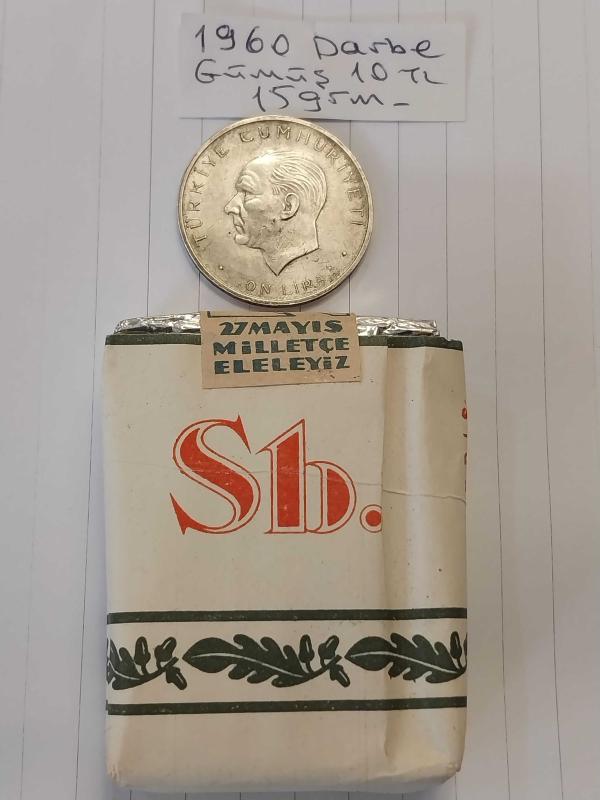 1960 Darbe
Gümüş 10 TL
15 grm-
TÜRKİYE CUMHURİYETİ
ON LİRA
27 MAYIS
MİLLETÇE
ELELEYİZ
Sb.